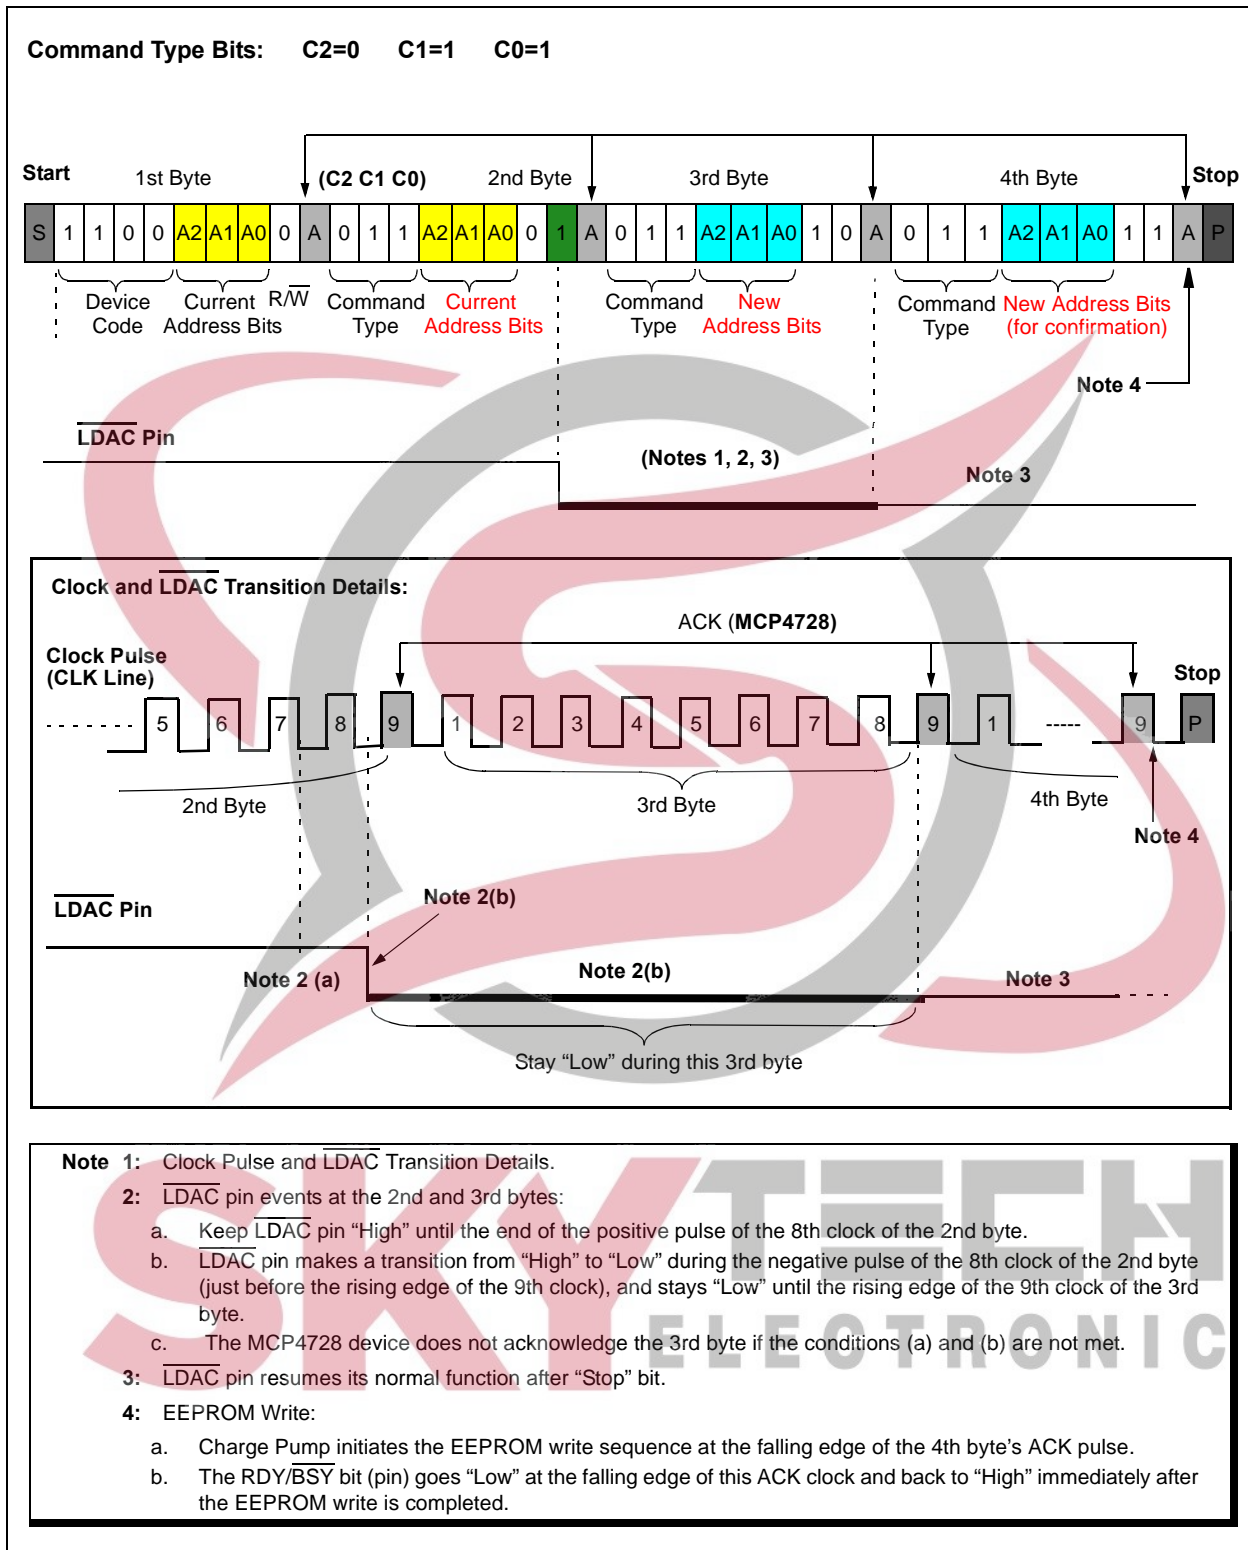 Command Type Bits: C2=0 C1=1 C0=1
Start 1st Byte (C2 C1 C0) 2nd Byte 3rd Byte 4th Byte Stop
S 1 1 0 0 A2 A1 A0 0 A 0 1 1 A2 A1 A0 0 1 A 0 1 1 A2 A1 A0 1 0 A 0 1 1 A2 A1 A0 1 1 A P
Device Code
Current Address Bits
R/W̅
Command Type
Current Address Bits
Command Type
New Address Bits
Command Type
New Address Bits (for confirmation)
Note 4
L̅D̅A̅C̅ Pin
(Notes 1, 2, 3)
Note 3
Clock and L̅D̅A̅C̅ Transition Details:
ACK (MCP4728)
Clock Pulse
(CLK Line)
Stop
5 6 7 8 9 1 2 3 4 5 6 7 8 9 1 ----- 9 P
2nd Byte 3rd Byte 4th Byte
Note 4
Note 2(b)
L̅D̅A̅C̅ Pin
Note 2 (a)
Note 2(b)
Note 3
Stay “Low” during this 3rd byte
Note 1: Clock Pulse and L̅D̅A̅C̅ Transition Details.
2: L̅D̅A̅C̅ pin events at the 2nd and 3rd bytes:
a. Keep L̅D̅A̅C̅ pin “High” until the end of the positive pulse of the 8th clock of the 2nd byte.
b. L̅D̅A̅C̅ pin makes a transition from “High” to “Low” during the negative pulse of the 8th clock of the 2nd byte
(just before the rising edge of the 9th clock), and stays “Low” until the rising edge of the 9th clock of the 3rd
byte.
c. The MCP4728 device does not acknowledge the 3rd byte if the conditions (a) and (b) are not met.
3: L̅D̅A̅C̅ pin resumes its normal function after “Stop” bit.
4: EEPROM Write:
a. Charge Pump initiates the EEPROM write sequence at the falling edge of the 4th byte’s ACK pulse.
b. The RDY/B̅S̅Y̅ bit (pin) goes “Low” at the falling edge of this ACK clock and back to “High” immediately after
the EEPROM write is completed.
SKYTECH
ELECTRONIC